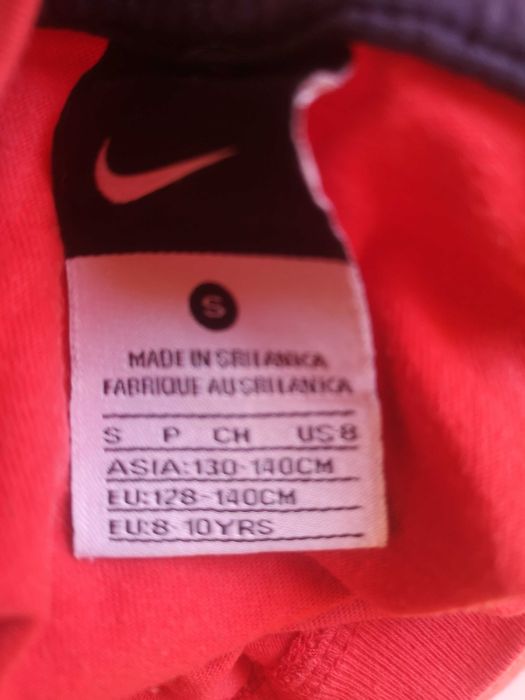 S
MADE IN SRI LANKA
FABRIQUE AU SRI LANKA
S P CH US 8
ASIA:130-140CM
EU:128-140CM
EU:8-10YRS